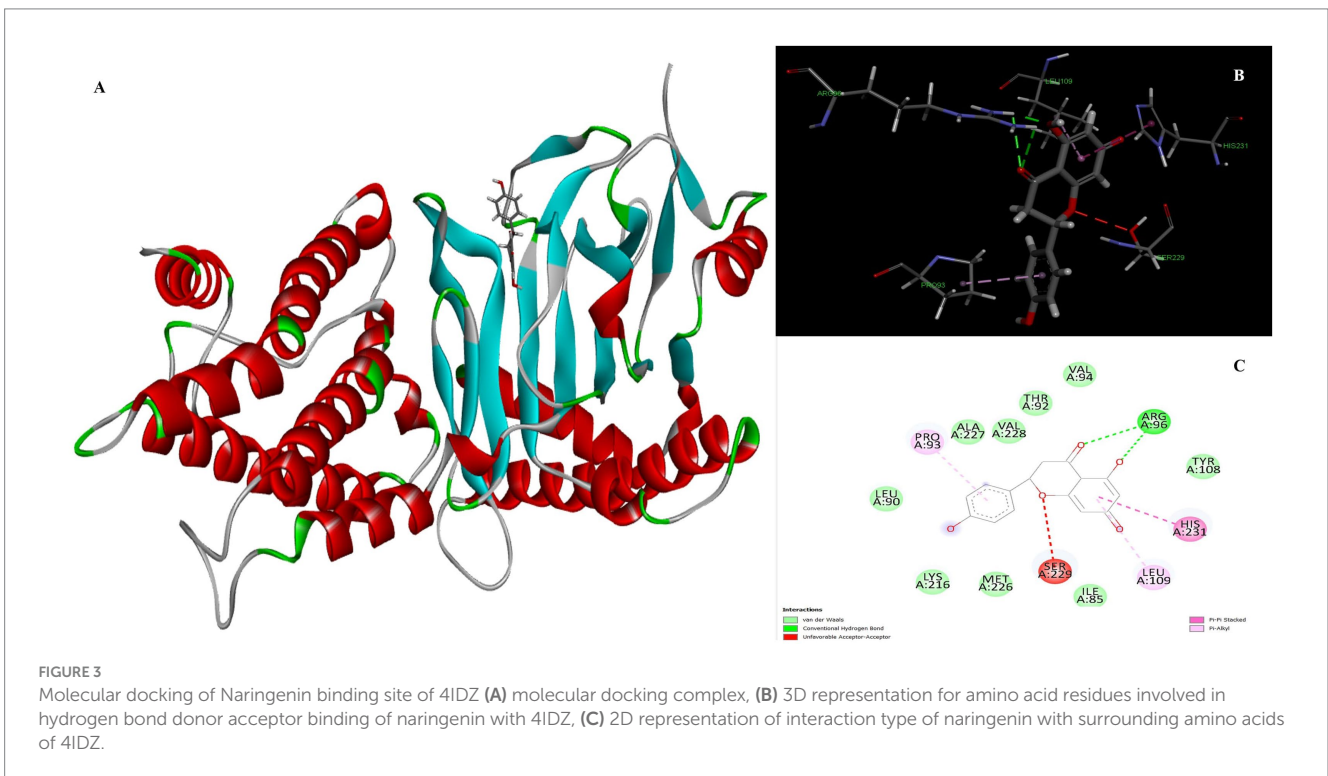 A
B
ARG96
LEU109
HIS231
SER229
PRO93
C
VAL
A:94
THR
A:92
ARG
A:96
ALA
A:227
VAL
A:228
PRO
A:93
TYR
A:108
LEU
A:90
HIS
A:231
LYS
A:216
MET
A:226
SER
A:229
ILE
A:85
LEU
A:109
Interactions
van der Waals
Conventional Hydrogen Bond
Unfavorable Acceptor-Acceptor
Pi-Pi Stacked
Pi-Alkyl
FIGURE 3
Molecular docking of Naringenin binding site of 4IDZ (A) molecular docking complex, (B) 3D representation for amino acid residues involved in
hydrogen bond donor acceptor binding of naringenin with 4IDZ, (C) 2D representation of interaction type of naringenin with surrounding amino acids
of 4IDZ.